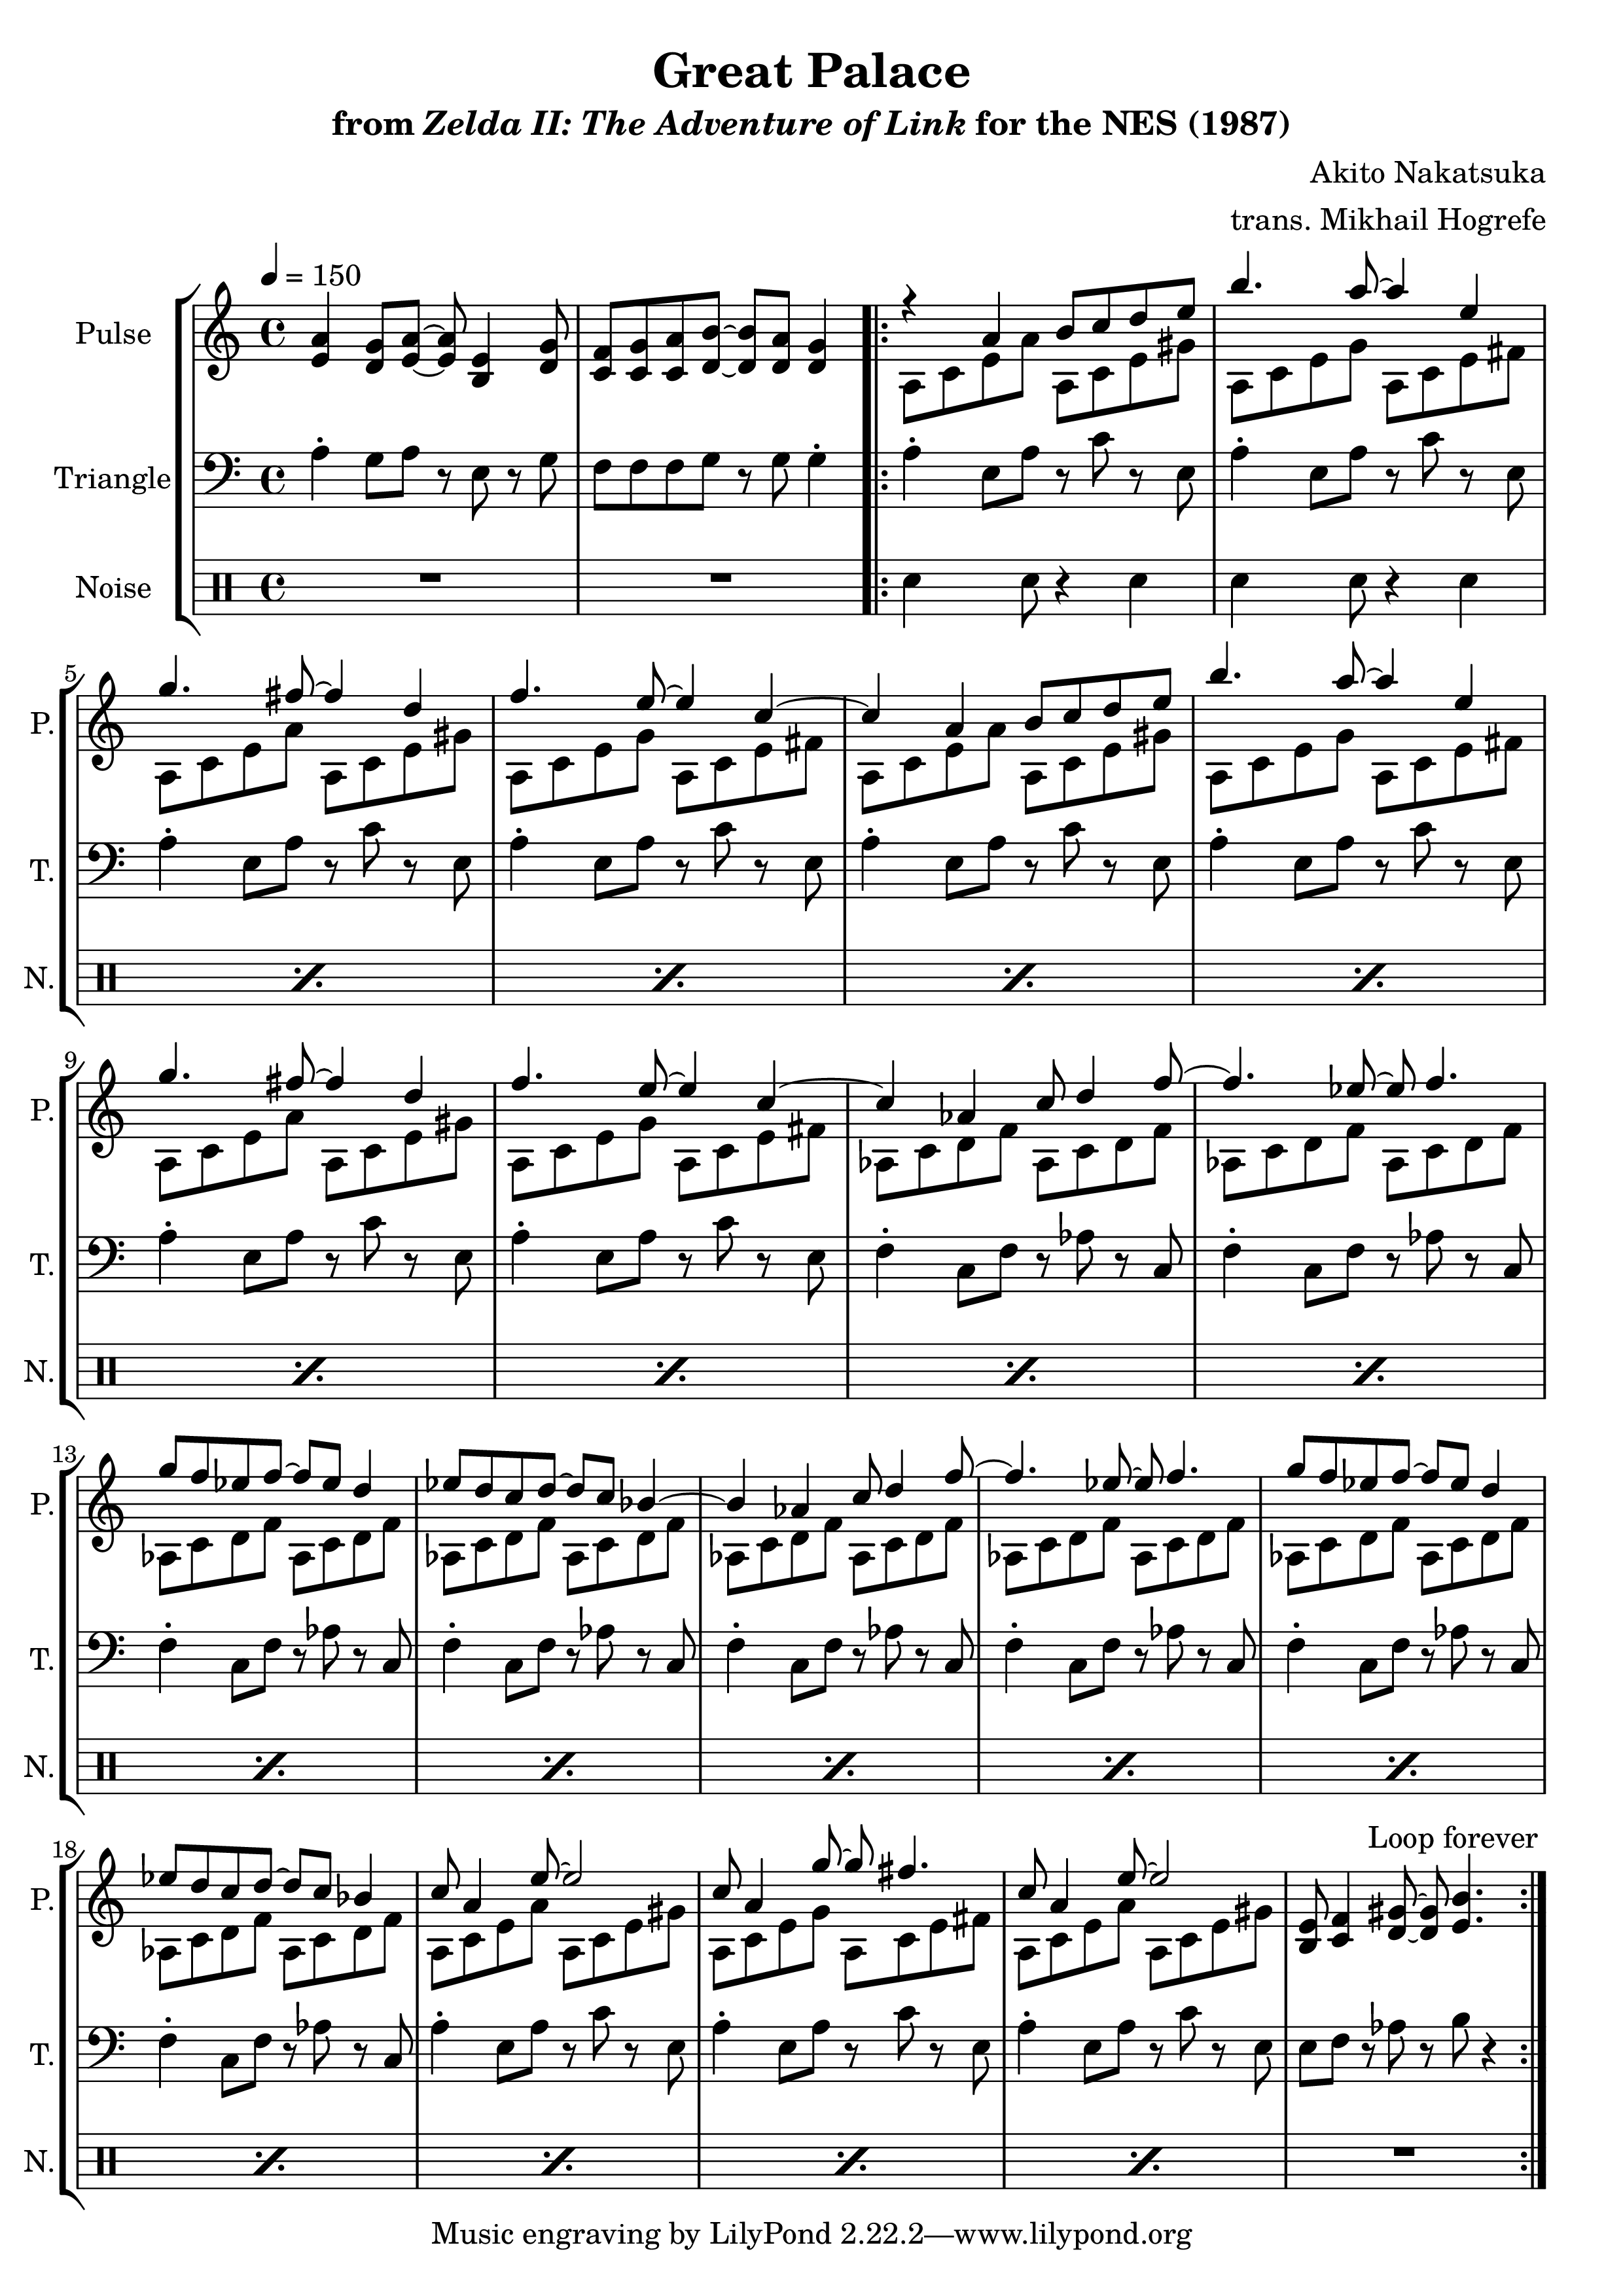 Great Palace
from Zelda II: The Adventure of Link for the NES (1987)
Akito Nakatsuka
trans. Mikhail Hogrefe
= 150
Pulse
Triangle
Noise
5
P.
T.
N.
9
P.
T.
N.
13
P.
T.
N.
Loop forever
18
P.
T.
N.
Music engraving by LilyPond 2.22.2—www.lilypond.org